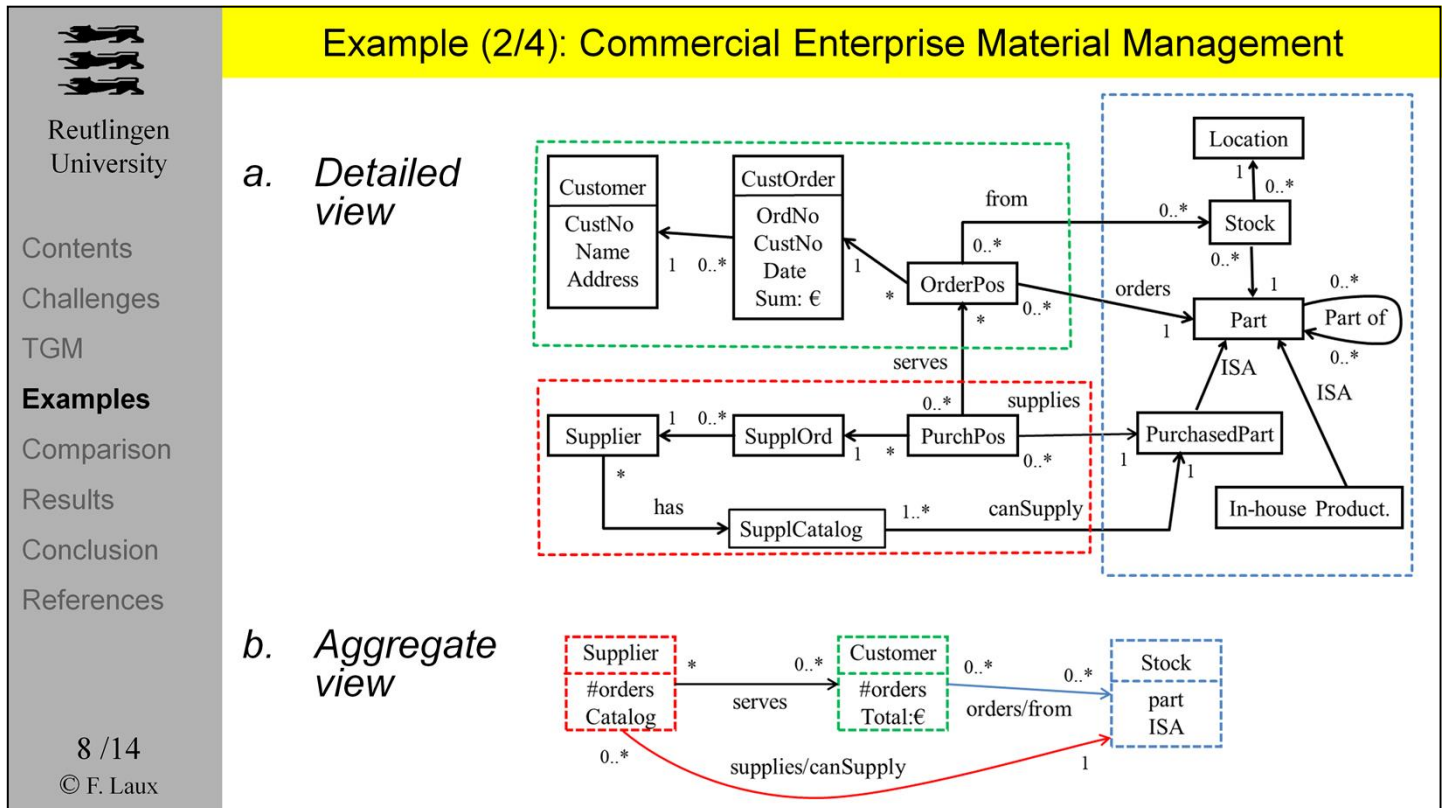 Example (2/4): Commercial Enterprise Material Management
Reutlingen
University
Contents
Challenges
TGM
Examples
Comparison
Results
Conclusion
References
8 /14
© F. Laux
a. Detailed
view
Customer
CustNo
Name
Address
1
0..*
CustOrder
OrdNo
CustNo
Date
Sum: €
1
*
OrderPos
0..*
from
0..*
0..*
orders
1
*
serves
0..*
Location
1
0..*
Stock
0..*
1
Part
0..*
Part of
0..*
ISA
ISA
Supplier
1
0..*
SupplOrd
1
*
PurchPos
supplies
0..*
1
PurchasedPart
1
In-house Product.
*
has
SupplCatalog
1..*
canSupply
b. Aggregate
view
Supplier
#orders
Catalog
*
0..*
serves
Customer
#orders
Total:€
0..*
0..*
orders/from
Stock
part
ISA
0..*
supplies/canSupply
1